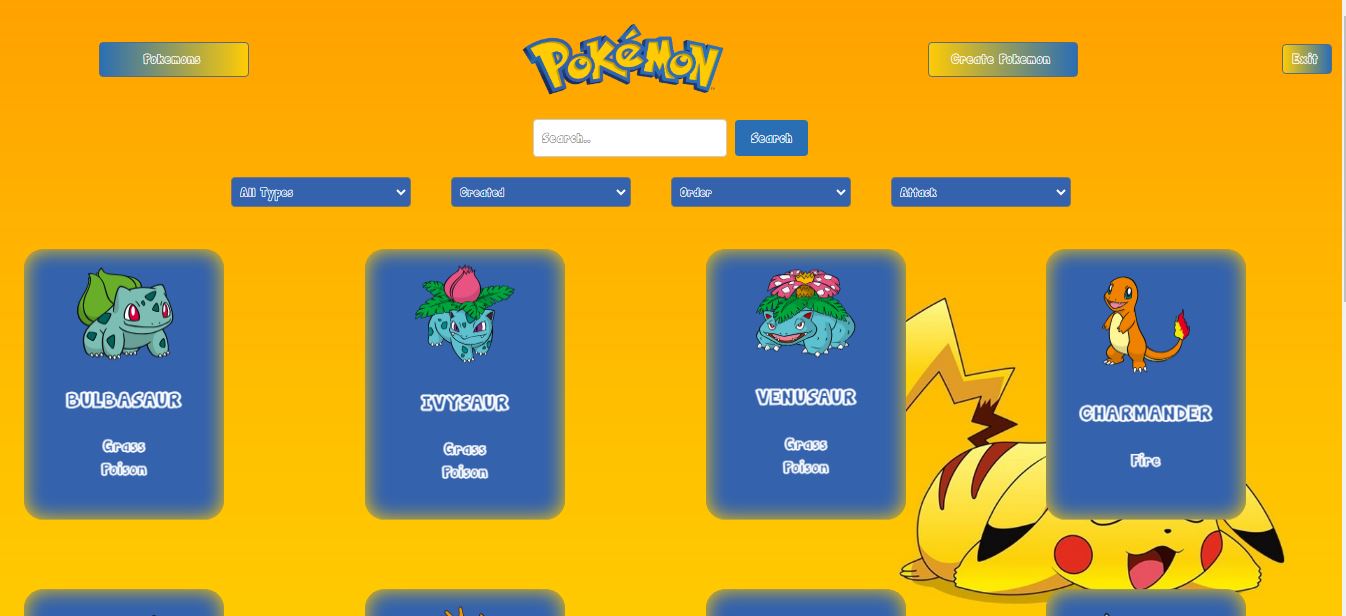 Pokemons
POKéMON
Create Pokemon
Exit
Search..
Search
All Types
Created
Order
Attack
BULBASAUR
Grass
Poison
IVYSAUR
Grass
Poison
VENUSAUR
Grass
Poison
CHARMANDER
Fire